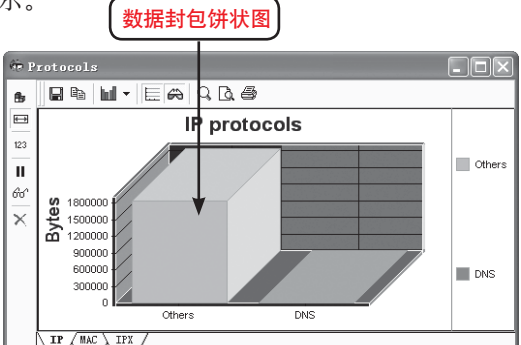 示。
数据封包饼状图
Protocols
123
IP protocols
Bytes
1800000
1500000
1200000
900000
600000
300000
0
Others
DNS
Others
DNS
IP
MAC
IPX